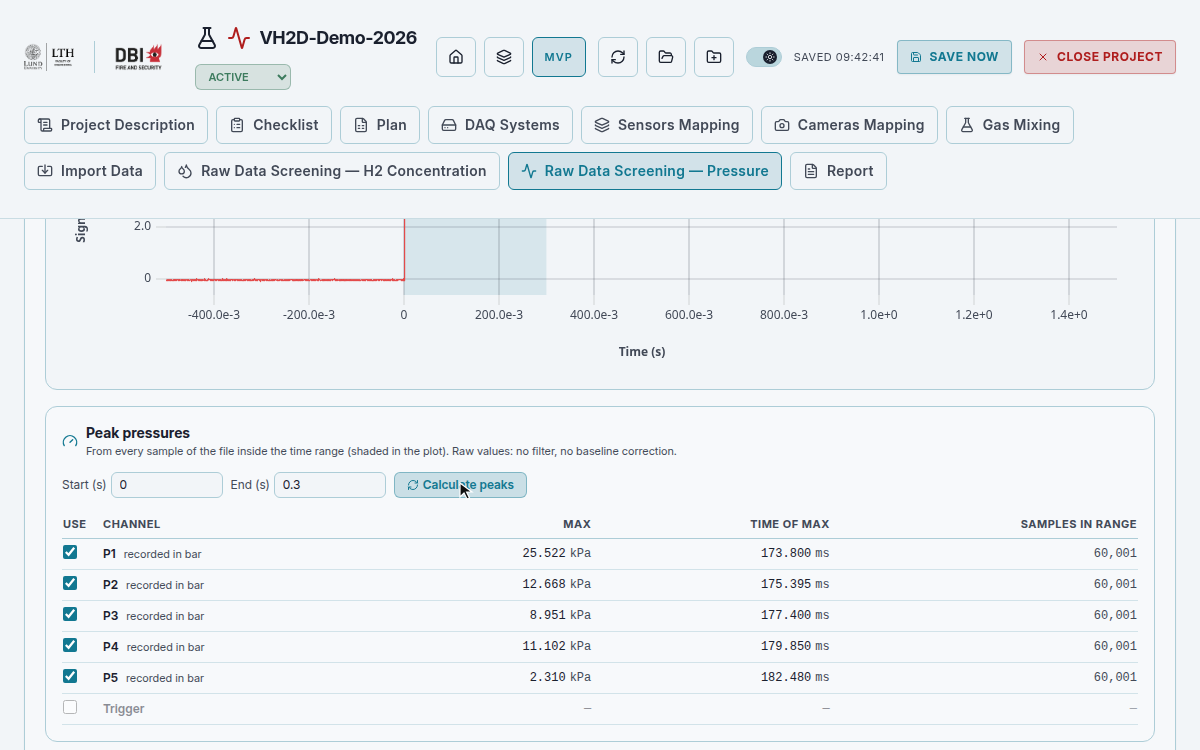 LUND
UNIVERSITY
LTH
FACULTY OF
ENGINEERING
DBI
FIRE AND SECURITY
VH2D-Demo-2026
ACTIVE
MVP
SAVED 09:42:41
SAVE NOW
CLOSE PROJECT
Project Description
Checklist
Plan
DAQ Systems
Sensors Mapping
Cameras Mapping
Gas Mixing
Import Data
Raw Data Screening — H2 Concentration
Raw Data Screening — Pressure
Report
Sign
2.0
0
-400.0e-3 -200.0e-3 0 200.0e-3 400.0e-3 600.0e-3 800.0e-3 1.0e+0 1.2e+0 1.4e+0
Time (s)
Peak pressures
From every sample of the file inside the time range (shaded in the plot). Raw values: no filter, no baseline correction.
Start (s) 0 End (s) 0.3 Calculate peaks
USE CHANNEL MAX TIME OF MAX SAMPLES IN RANGE
P1 recorded in bar 25.522 kPa 173.800 ms 60,001
P2 recorded in bar 12.668 kPa 175.395 ms 60,001
P3 recorded in bar 8.951 kPa 177.400 ms 60,001
P4 recorded in bar 11.102 kPa 179.850 ms 60,001
P5 recorded in bar 2.310 kPa 182.480 ms 60,001
Trigger — — —